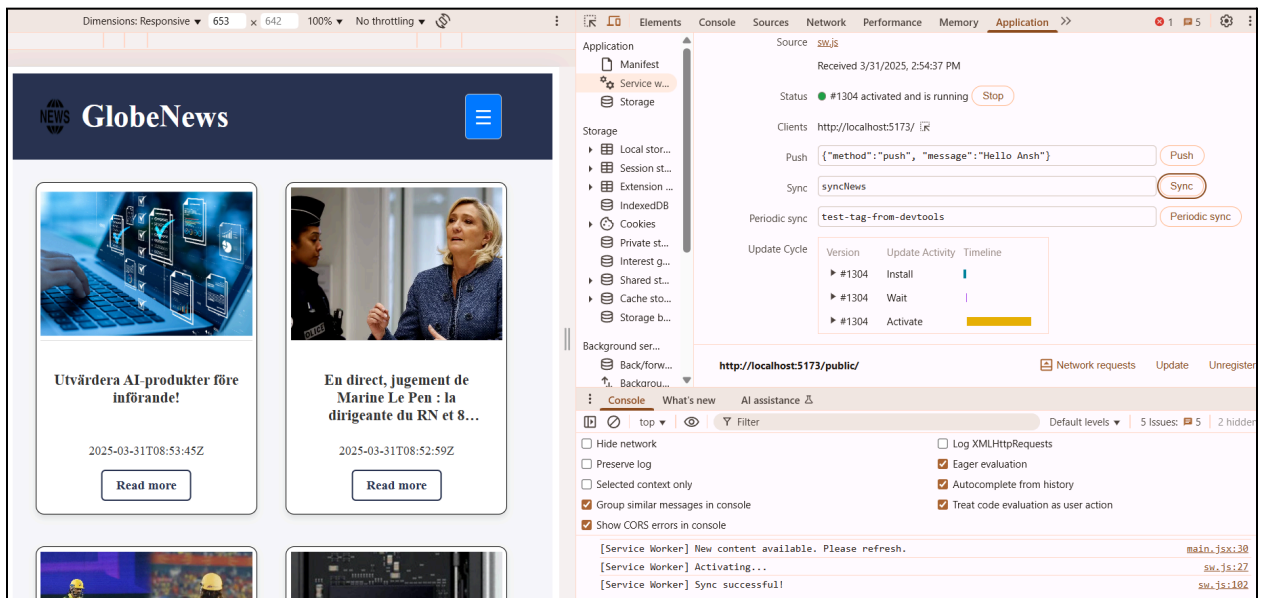 Dimensions: Responsive ▼ 653 x 642 100% ▼ No throttling ▼
NEWS GlobeNews
Utvärdera AI-produkter före
införande!
2025-03-31T08:53:45Z
Read more
POLICE
En direct, jugement de
Marine Le Pen : la
dirigeante du RN et 8…
2025-03-31T08:52:59Z
Read more
Elements Console Sources Network Performance Memory Application 1 5
Application
Manifest
Service w...
Storage
Storage
Local stor...
Session st...
Extension ...
IndexedDB
Cookies
Private st...
Interest g...
Shared st...
Cache sto...
Storage b...
Background ser...
Back/forw...
Backgrou...
Source sw.js
Received 3/31/2025, 2:54:37 PM
Status #1304 activated and is running Stop
Clients http://localhost:5173/
Push {"method":"push", "message":"Hello Ansh"} Push
Sync syncNews Sync
Periodic sync test-tag-from-devtools Periodic sync
Update Cycle
Version Update Activity Timeline
#1304 Install
#1304 Wait
#1304 Activate
http://localhost:5173/public/ Network requests Update Unregister
Console What's new AI assistance
top ▼ Filter Default levels ▼ 5 Issues: 5 2 hidden
Hide network Log XMLHttpRequests
Preserve log Eager evaluation
Selected context only Autocomplete from history
Group similar messages in console Treat code evaluation as user action
Show CORS errors in console
[Service Worker] New content available. Please refresh. main.jsx:30
[Service Worker] Activating... sw.js:27
[Service Worker] Sync successful! sw.js:102